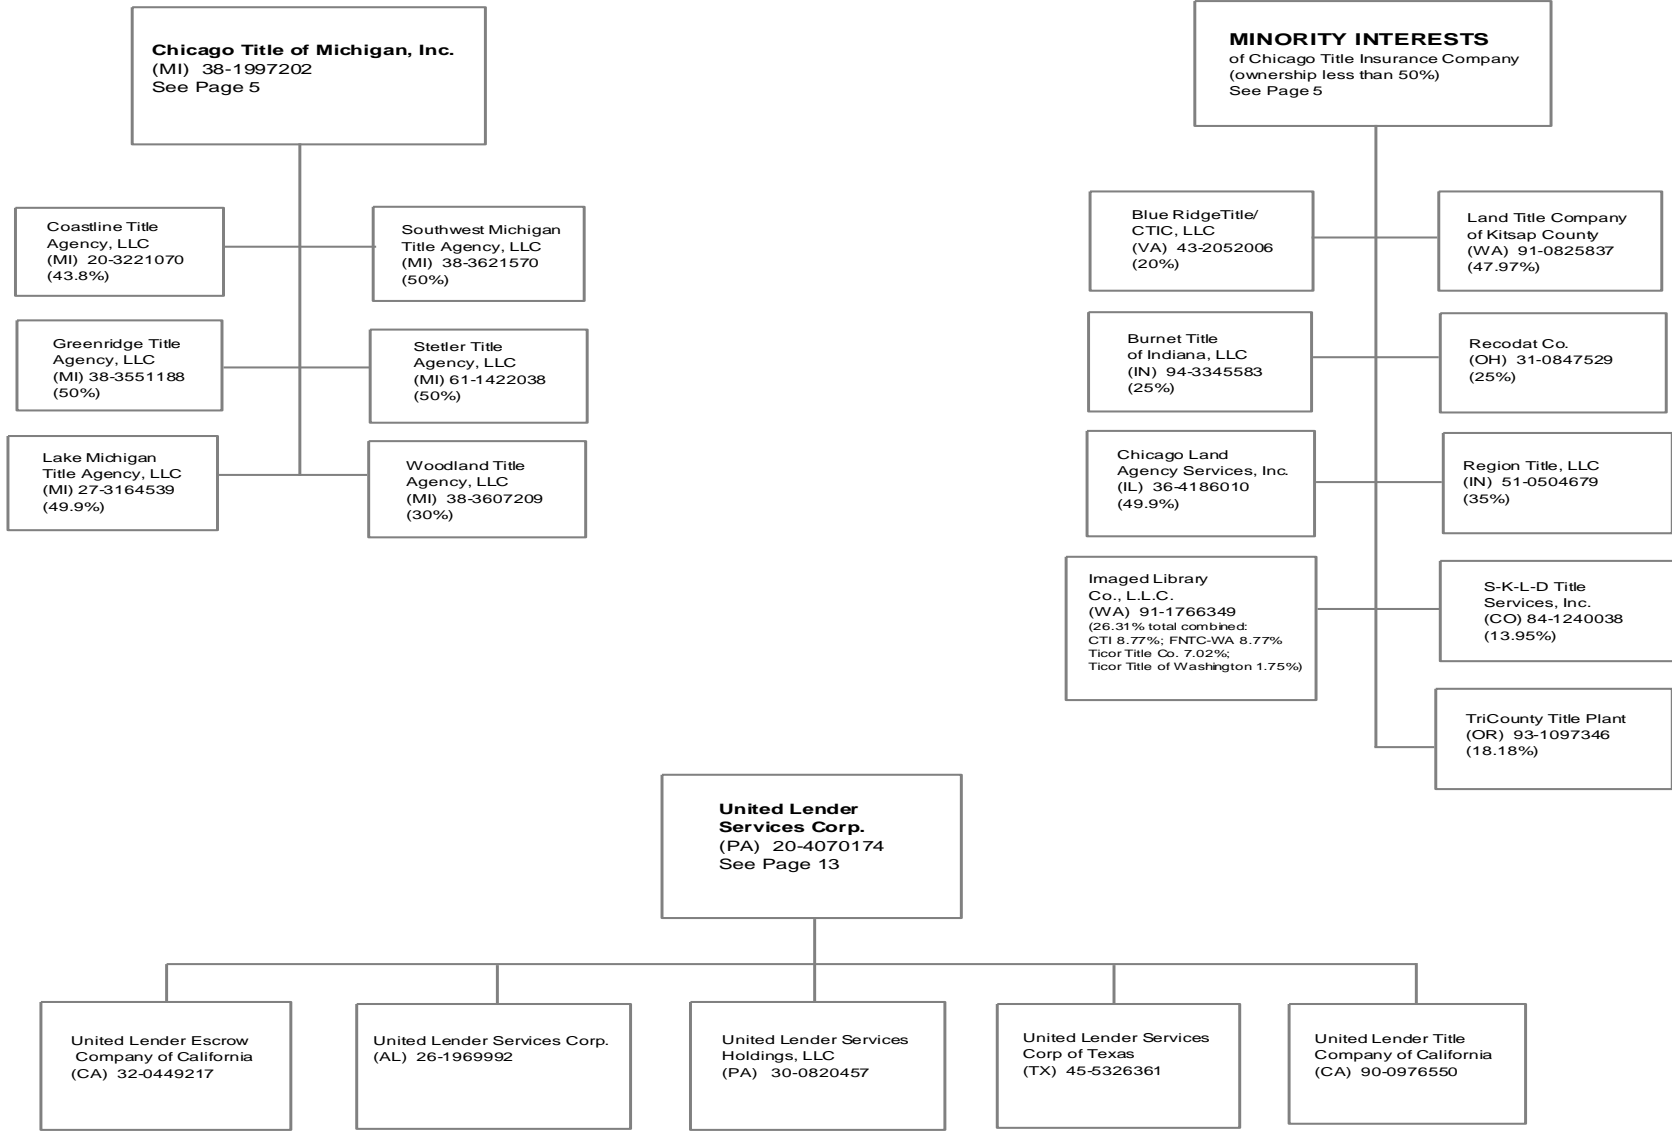 Chicago Title of Michigan, Inc.
(MI) 38-1997202
See Page 5
Coastline Title
Agency, LLC
(MI) 20-3221070
(43.8%)
Southwest Michigan
Title Agency, LLC
(MI) 38-3621570
(50%)
Greenridge Title
Agency, LLC
(MI) 38-3551188
(50%)
Stetler Title
Agency, LLC
(MI) 61-1422038
(50%)
Lake Michigan
Title Agency, LLC
(MI) 27-3164539
(49.9%)
Woodland Title
Agency, LLC
(MI) 38-3607209
(30%)
MINORITY INTERESTS
of Chicago Title Insurance Company
(ownership less than 50%)
See Page 5
Blue RidgeTitle/
CTIC, LLC
(VA) 43-2052006
(20%)
Land Title Company
of Kitsap County
(WA) 91-0825837
(47.97%)
Burnet Title
of Indiana, LLC
(IN) 94-3345583
(25%)
Recodat Co.
(OH) 31-0847529
(25%)
Chicago Land
Agency Services, Inc.
(IL) 36-4186010
(49.9%)
Region Title, LLC
(IN) 51-0504679
(35%)
Imaged Library
Co., L.L.C.
(WA) 91-1766349
(26.31% total combined:
CTI 8.77%; FNTC-WA 8.77%
Ticor Title Co. 7.02%;
Ticor Title of Washington 1.75%)
S-K-L-D Title
Services, Inc.
(CO) 84-1240038
(13.95%)
TriCounty Title Plant
(OR) 93-1097346
(18.18%)
United Lender
Services Corp.
(PA) 20-4070174
See Page 13
United Lender Escrow
Company of California
(CA) 32-0449217
United Lender Services Corp.
(AL) 26-1969992
United Lender Services
Holdings, LLC
(PA) 30-0820457
United Lender Services
Corp of Texas
(TX) 45-5326361
United Lender Title
Company of California
(CA) 90-0976550